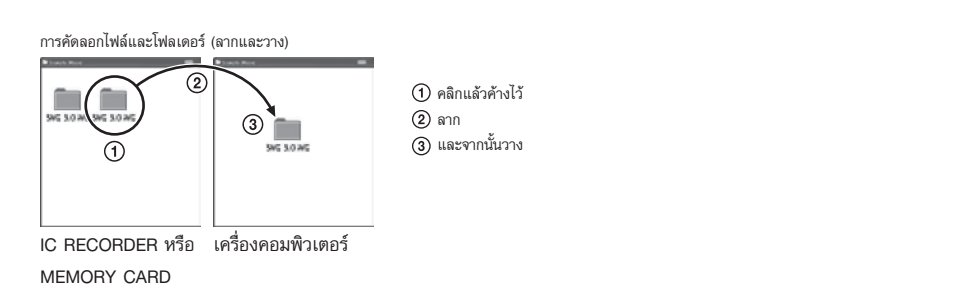 การคัดลอกไฟล์และโฟลเดอร์ (ลากและวาง)
②
③
①
① คลิกแล้วค้างไว้
② ลาก
③ และจากนั้นวาง
IC RECORDER หรือ
MEMORY CARD
เครื่องคอมพิวเตอร์